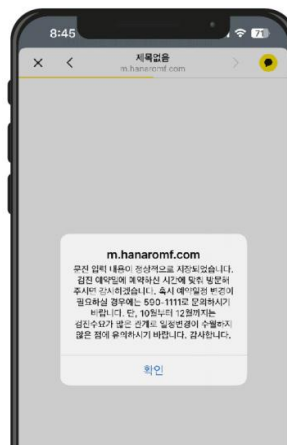 8:45
71
제목없음
m.hanaromf.com
m.hanaromf.com
문진 입력 내용이 정상적으로 저장되었습니다.
검진 예약일에 예약하신 시간에 맞춰 방문해
주시면 감사하겠습니다. 혹시 예약일정 변경이
필요하실 경우에는 590-1111로 문의하시기
바랍니다. 단, 10월부터 12월까지는
검진수요가 많은 관계로 일정변경이 수월하지
않은 점에 유의하시기 바랍니다. 감사합니다.
확인